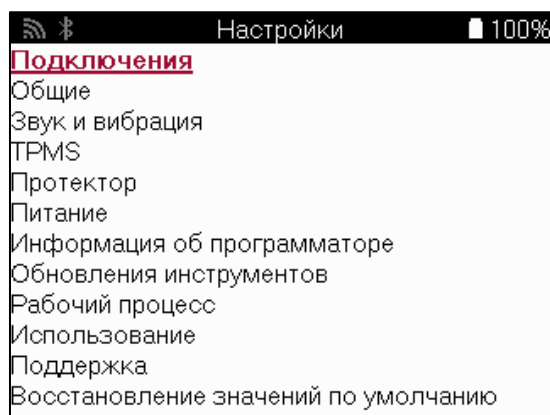 Настройки 100%
Подключения
Общие
Звук и вибрация
TPMS
Протектор
Питание
Информация об программаторе
Обновления инструментов
Рабочий процесс
Использование
Поддержка
Восстановление значений по умолчанию